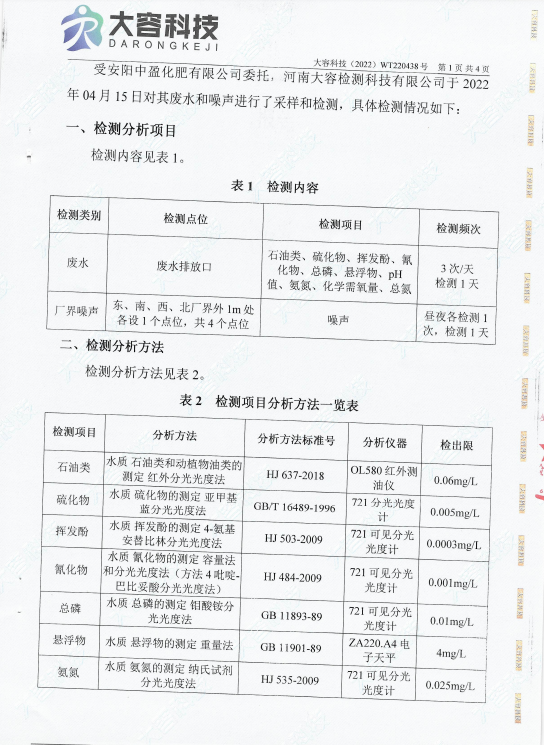 大容科技
DARONGKEJI
大容科技（2022）WT220438号 第1页共4页
受安阳中盈化肥有限公司委托，河南大容检测科技有限公司于 2022
年 04 月 15 日对其废水和噪声进行了采样和检测，具体检测情况如下：
一、检测分析项目
检测内容见表 1。
表 1 检测内容
检测类别 检测点位 检测项目 检测频次
废水 废水排放口 石油类、硫化物、挥发酚、氰
化物、总磷、悬浮物、pH
值、氨氮、化学需氧量、总氮
3 次/天
检测 1 天
厂界噪声 东、南、西、北厂界外 1m 处
各设 1 个点位，共 4 个点位
噪声 昼夜各检测 1
次，检测 1 天
二、检测分析方法
检测分析方法见表 2。
表 2 检测项目分析方法一览表
检测项目 分析方法 分析方法标准号 分析仪器 检出限
石油类 水质 石油类和动植物油类的
测定 红外分光光度法
HJ 637-2018 OL580 红外测
油仪
0.06mg/L
硫化物 水质 硫化物的测定 亚甲基
蓝分光光度法
GB/T 16489-1996 721 分光光度
计
0.005mg/L
挥发酚 水质 挥发酚的测定 4-氨基
安替比林分光光度法
HJ 503-2009 721 可见分光
光度计
0.0003mg/L
氰化物 水质 氰化物的测定 容量法
和分光光度法（方法 4 吡啶-
巴比妥酸分光光度法）
HJ 484-2009 721 可见分光
光度计
0.001mg/L
总磷 水质 总磷的测定 钼酸铵分
光光度法
GB 11893-89 721 可见分光
光度计
0.01mg/L
悬浮物 水质 悬浮物的测定 重量法 GB 11901-89 ZA220.A4 电
子天平
4mg/L
氨氮 水质 氨氮的测定 纳氏试剂
分光光度法
HJ 535-2009 721 可见分光
光度计
0.025mg/L